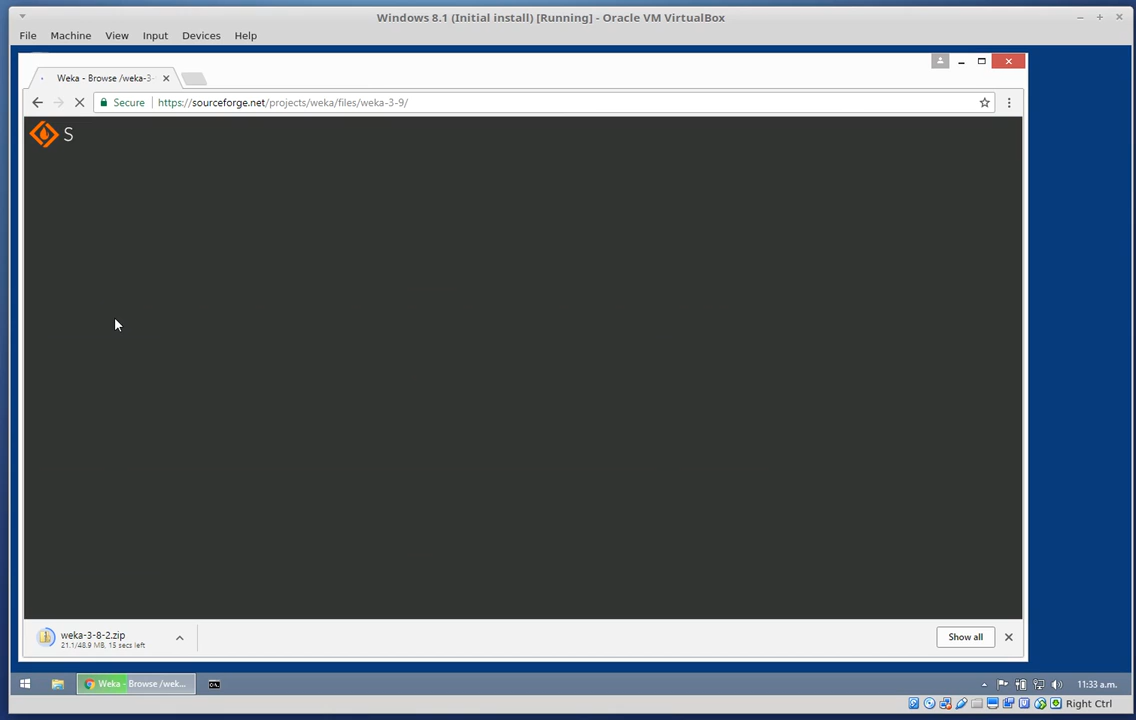 Windows 8.1 (Initial install) [Running] - Oracle VM VirtualBox
File Machine View Input Devices Help
Weka - Browse /weka-3-
Secure https://sourceforge.net/projects/weka/files/weka-3-9/
S
weka-3-8-2.zip
21.1/48.9 MB, 15 secs left
Show all
Weka - Browse /wek...
11:33 a.m.
Right Ctrl